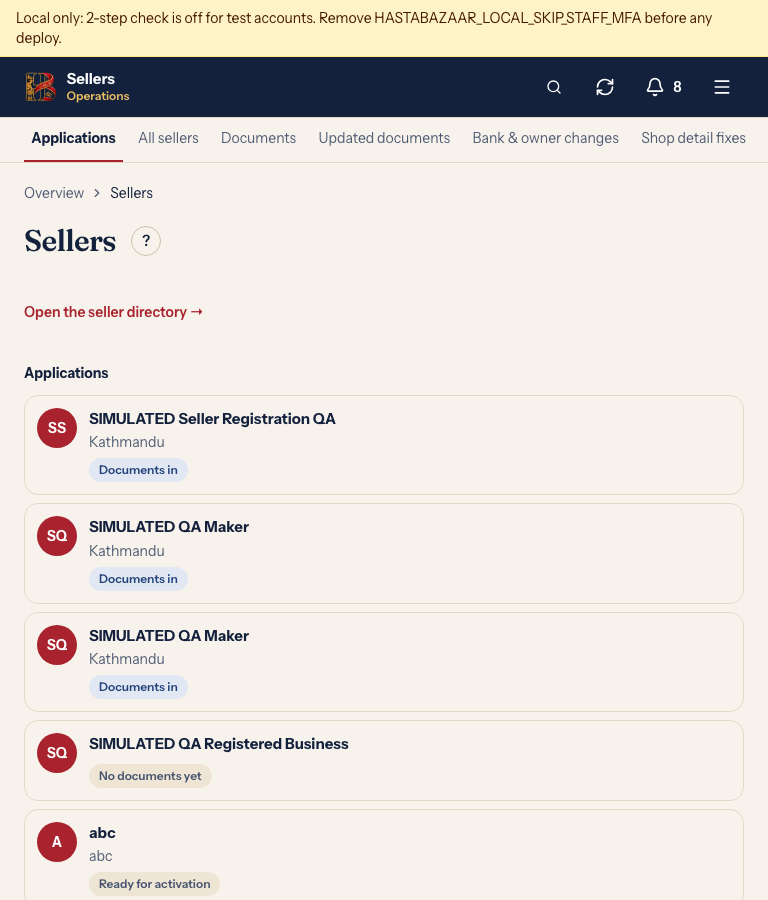 Local only: 2-step check is off for test accounts. Remove HASTABAZAAR_LOCAL_SKIP_STAFF_MFA before any
deploy.
Sellers
Operations
8
Applications
All sellers
Documents
Updated documents
Bank & owner changes
Shop detail fixes
Overview > Sellers
Sellers
?
Open the seller directory →
Applications
SS
SIMULATED Seller Registration QA
Kathmandu
Documents in
SQ
SIMULATED QA Maker
Kathmandu
Documents in
SQ
SIMULATED QA Maker
Kathmandu
Documents in
SQ
SIMULATED QA Registered Business
No documents yet
A
abc
abc
Ready for activation